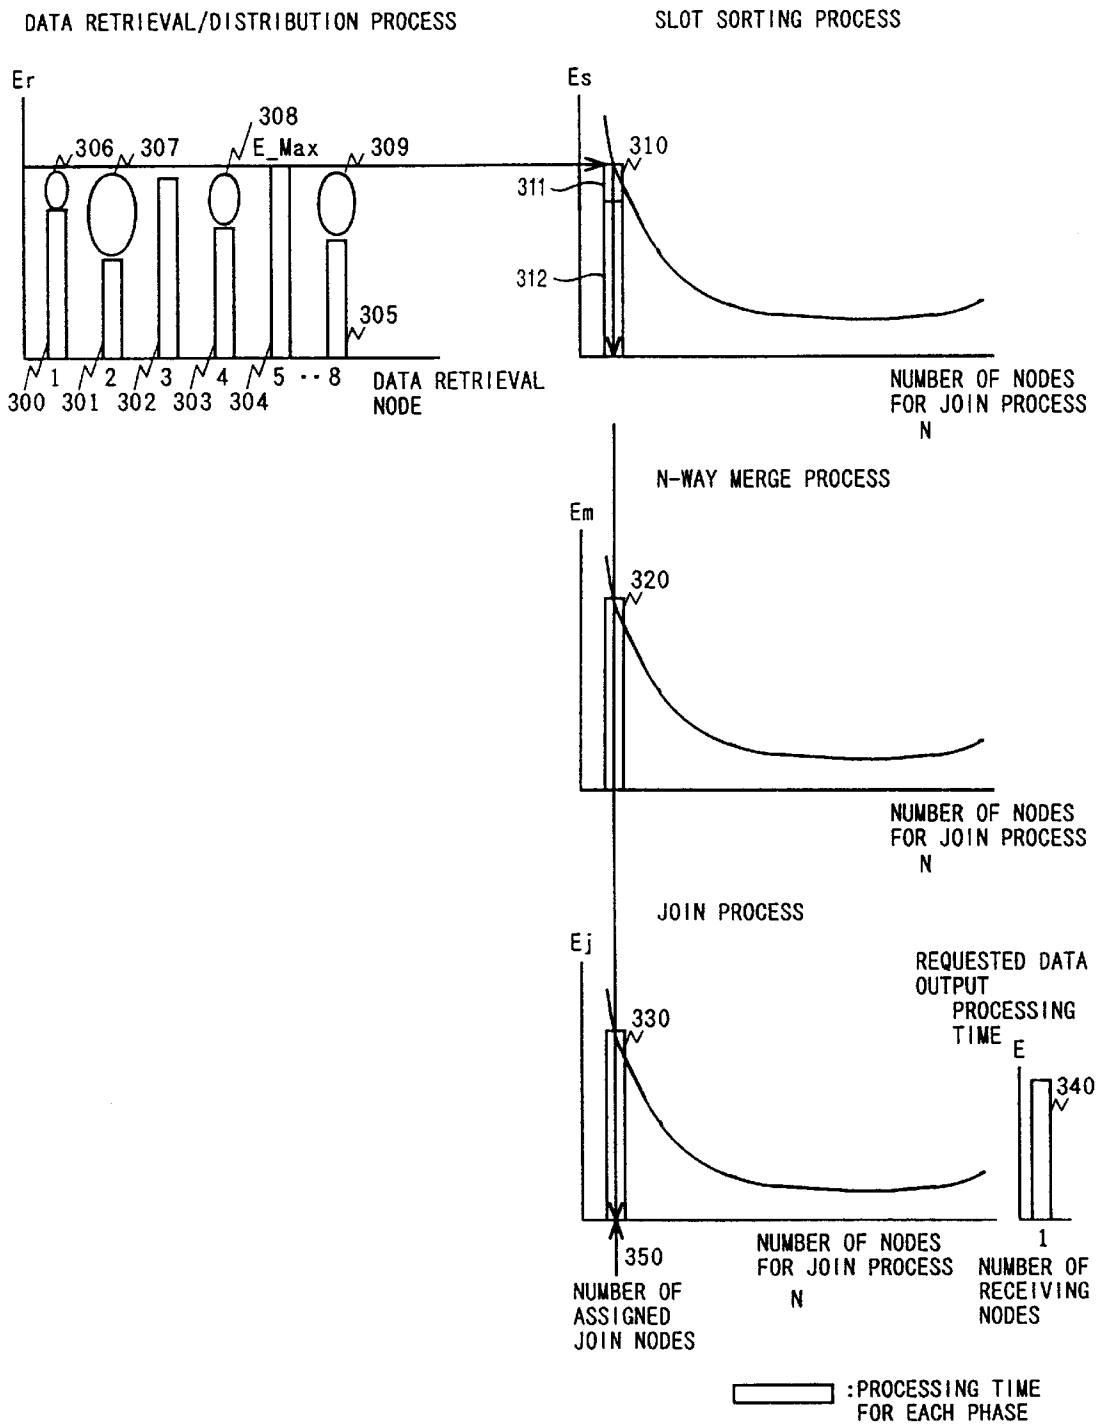 DATA RETRIEVAL/DISTRIBUTION PROCESS
Er
306
307
308
E_Max
309
305
1 2 3 4 5 ·· 8
300 301 302 303 304
DATA RETRIEVAL
NODE
SLOT SORTING PROCESS
Es
310
311
312
NUMBER OF NODES
FOR JOIN PROCESS
N
N-WAY MERGE PROCESS
Em
320
NUMBER OF NODES
FOR JOIN PROCESS
N
JOIN PROCESS
Ej
330
350
NUMBER OF
ASSIGNED
JOIN NODES
NUMBER OF NODES
FOR JOIN PROCESS
N
REQUESTED DATA
OUTPUT
PROCESSING
TIME
E
340
1
NUMBER OF
RECEIVING
NODES
:PROCESSING TIME
FOR EACH PHASE